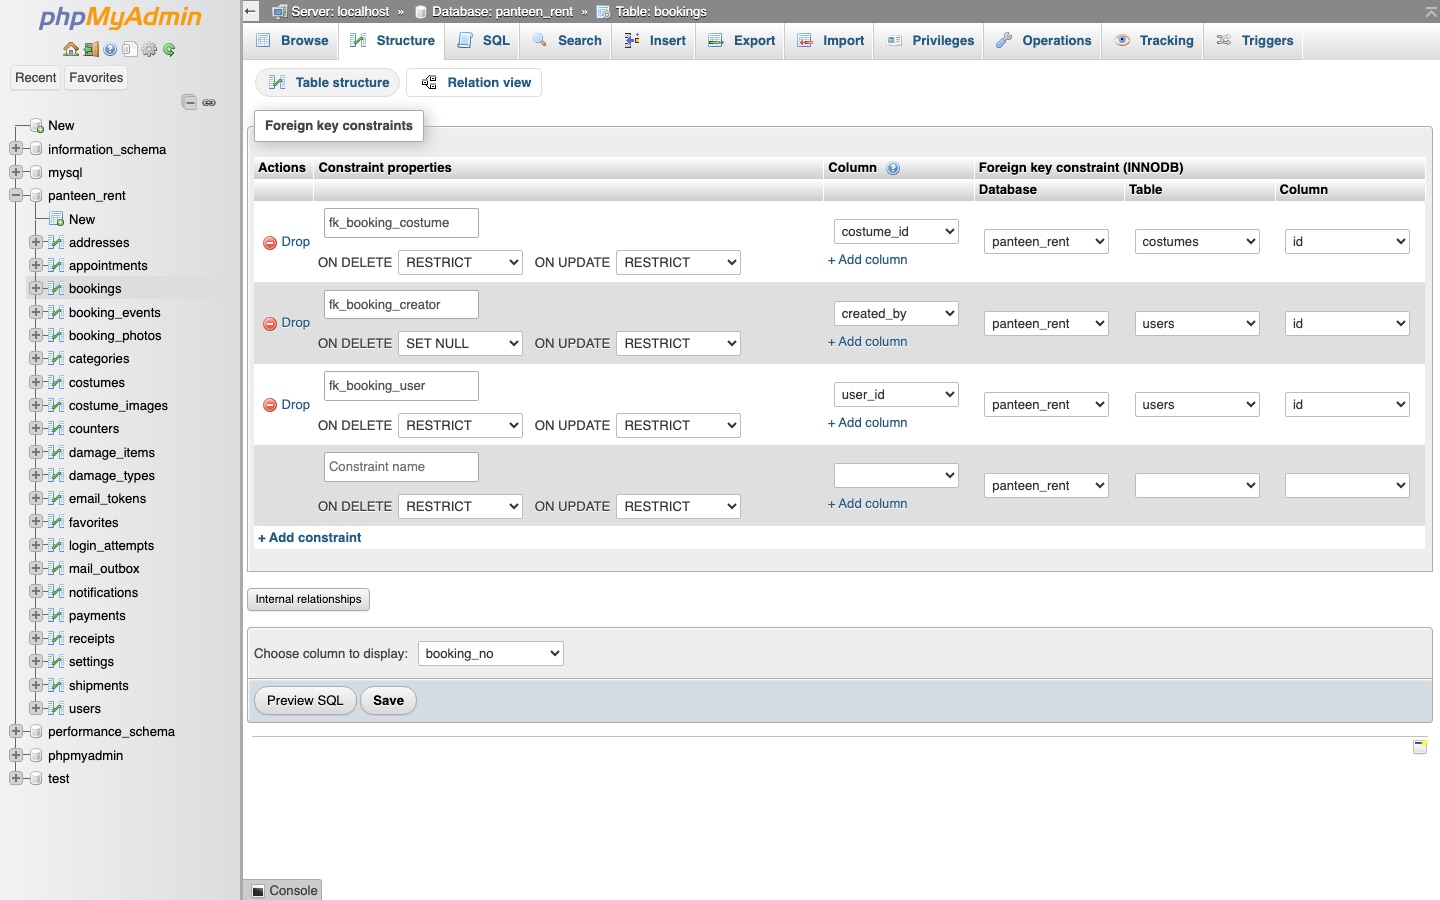 phpMyAdmin
Recent Favorites
New
information_schema
mysql
panteen_rent
New
addresses
appointments
bookings
booking_events
booking_photos
categories
costumes
costume_images
counters
damage_items
damage_types
email_tokens
favorites
login_attempts
mail_outbox
notifications
payments
receipts
settings
shipments
users
performance_schema
phpmyadmin
test
Server: localhost » Database: panteen_rent » Table: bookings
Browse Structure SQL Search Insert Export Import Privileges Operations Tracking Triggers
Table structure Relation view
Foreign key constraints
Actions Constraint properties Column Foreign key constraint (INNODB)
Database Table Column
fk_booking_costume
Drop costume_id panteen_rent costumes id
ON DELETE RESTRICT ON UPDATE RESTRICT + Add column
fk_booking_creator
Drop created_by panteen_rent users id
ON DELETE SET NULL ON UPDATE RESTRICT + Add column
fk_booking_user
Drop user_id panteen_rent users id
ON DELETE RESTRICT ON UPDATE RESTRICT + Add column
Constraint name
panteen_rent
ON DELETE RESTRICT ON UPDATE RESTRICT + Add column
+ Add constraint
Internal relationships
Choose column to display: booking_no
Preview SQL Save
Console